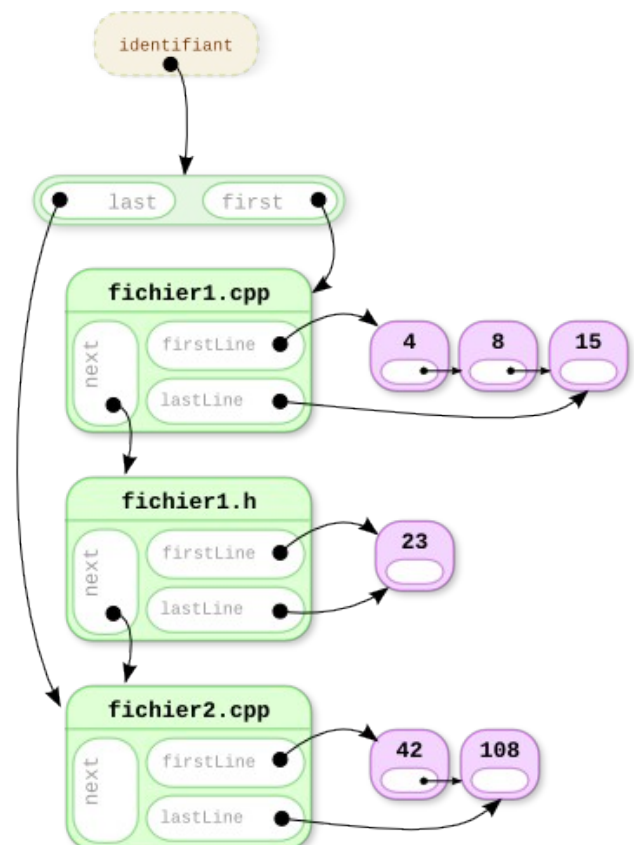 identifiant
last first
fichier1.cpp
next
firstLine
lastLine
4 8 15
fichier1.h
next
firstLine
lastLine
23
fichier2.cpp
next
firstLine
lastLine
42 108